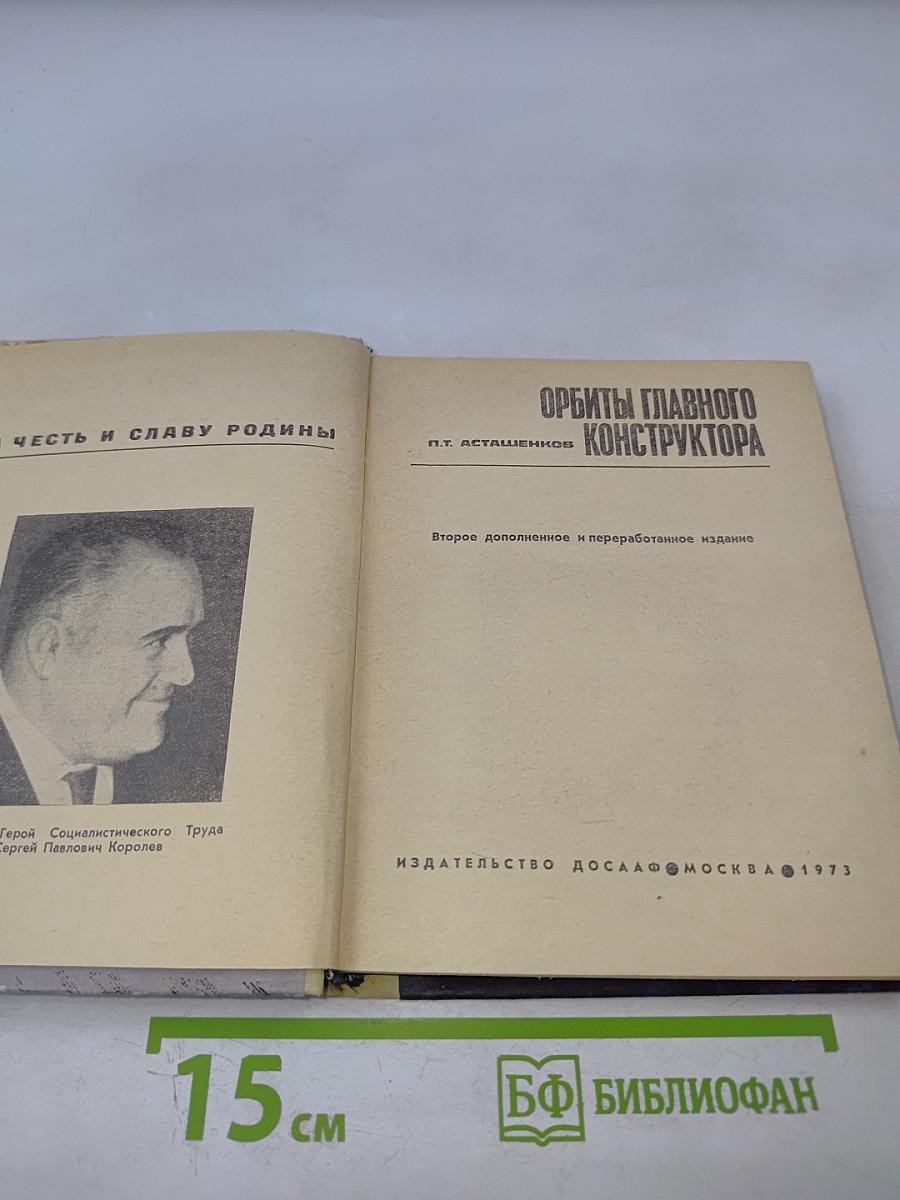 ЧЕСТЬ И СЛАВУ РОДИНЫ
Герой Социалистического Труда
Сергей Павлович Королев
ОРБИТЫ ГЛАВНОГО
П.Т. АСТАШЕНКОВ КОНСТРУКТОРА
Второе дополненное и переработанное издание
ИЗДАТЕЛЬСТВО ДОСААФ МОСКВА 1973
15 см
БФ БИБЛИОФАН